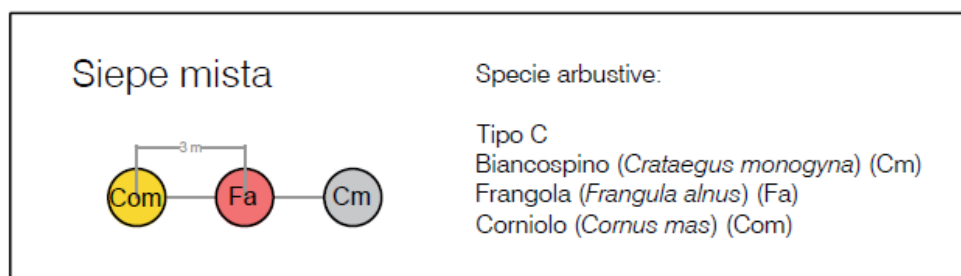 Siepe mista
3 m
Com Fa Cm
Specie arbustive:
Tipo C
Biancospino (Crataegus monogyna) (Cm)
Frangola (Frangula alnus) (Fa)
Corniolo (Cornus mas) (Com)